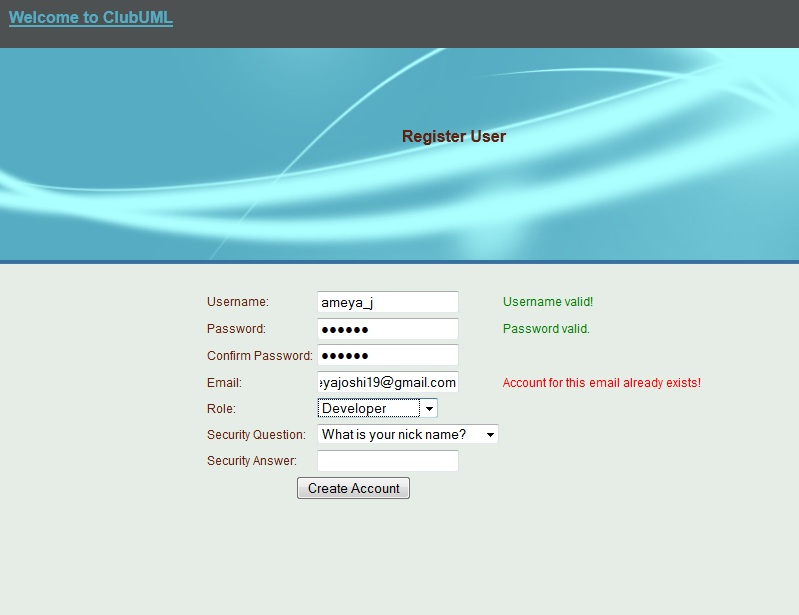 Welcome to ClubUML
Register User
Username: ameya_j Username valid!
Password: ●●●●●● Password valid.
Confirm Password: ●●●●●●
Email: eyajoshi19@gmail.com Account for this email already exists!
Role: Developer
Security Question: What is your nick name?
Security Answer:
Create Account